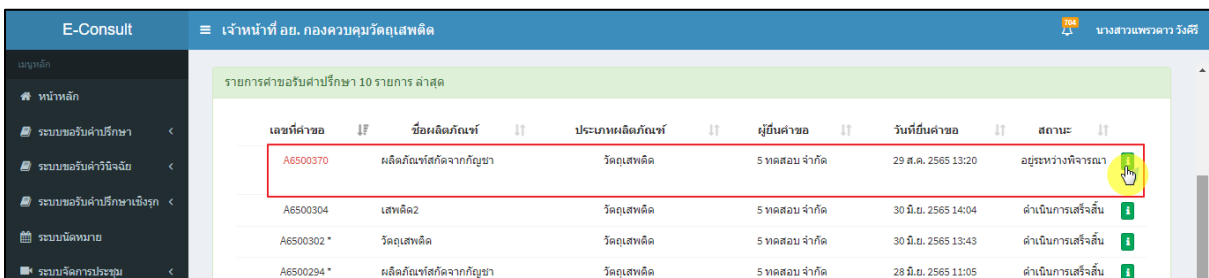 E-Consult
เจ้าหน้าที่ อย. กองควบคุมวัตถุเสพติด
704
นางสาวแพรวดาว วังศีรี
เมนูหลัก
หน้าหลัก
ระบบขอรับคำปรึกษา
ระบบขอรับคำวินิจฉัย
ระบบขอรับคำปรึกษาเชิงรุก
ระบบนัดหมาย
ระบบจัดการประชุม
รายการคำขอรับคำปรึกษา 10 รายการ ล่าสุด
เลขที่คำขอ ชื่อผลิตภัณฑ์ ประเภทผลิตภัณฑ์ ผู้ยื่นคำขอ วันที่ยื่นคำขอ สถานะ
A6500370 ผลิตภัณฑ์สกัดจากกัญชา วัตถุเสพติด 5 ทดสอบ จำกัด 29 ส.ค. 2565 13:20 อยู่ระหว่างพิจารณา
A6500304 เสพติด2 วัตถุเสพติด 5 ทดสอบ จำกัด 30 มิ.ย. 2565 14:04 ดำเนินการเสร็จสิ้น
A6500302 * วัตถุเสพติด วัตถุเสพติด 5 ทดสอบ จำกัด 30 มิ.ย. 2565 13:43 ดำเนินการเสร็จสิ้น
A6500294 * ผลิตภัณฑ์สกัดจากกัญชา วัตถุเสพติด 5 ทดสอบ จำกัด 28 มิ.ย. 2565 11:05 ดำเนินการเสร็จสิ้น